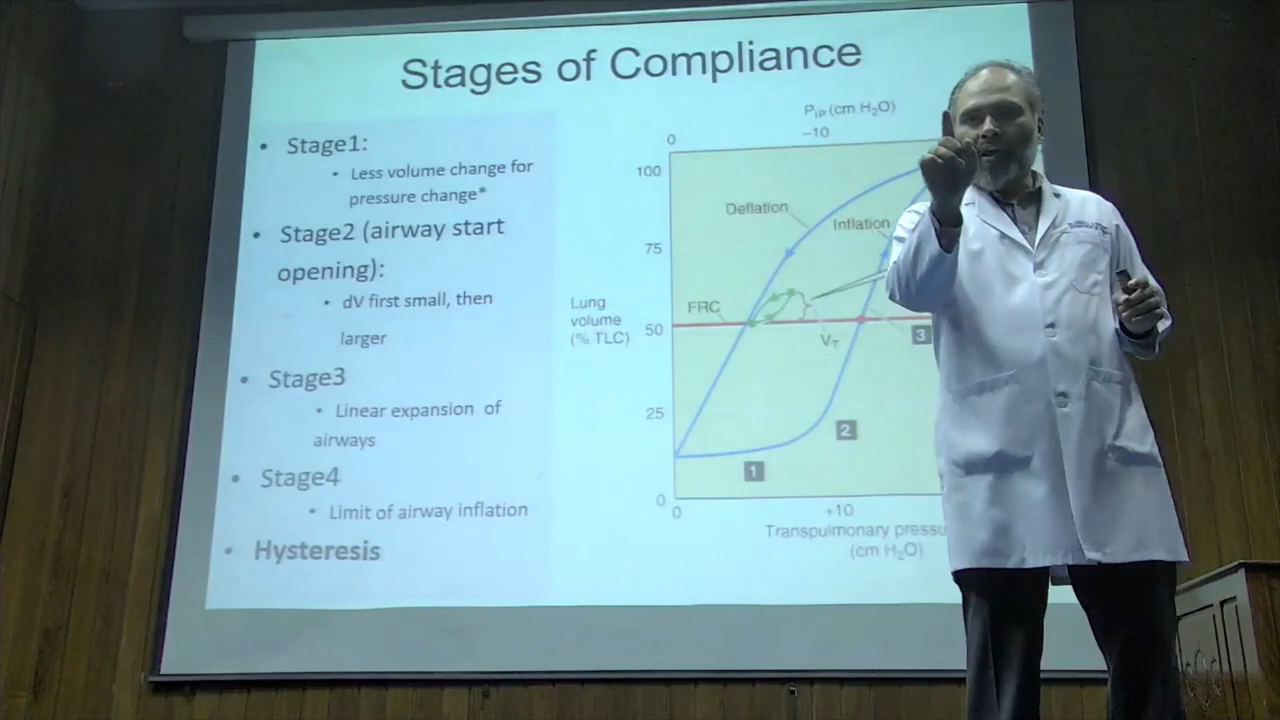 Stages of Compliance
• Stage1:
• Less volume change for
pressure change*
• Stage2 (airway start
opening):
• dV first small, then
larger
• Stage3
• Linear expansion of
airways
• Stage4
• Limit of airway inflation
• Hysteresis
PIP (cm H2O)
0
–10
100
75
50
25
0
Lung
volume
(% TLC)
Deflation
Inflation
FRC
VT
3
2
1
0
+10
Transpulmonary pressu
(cm H2O)